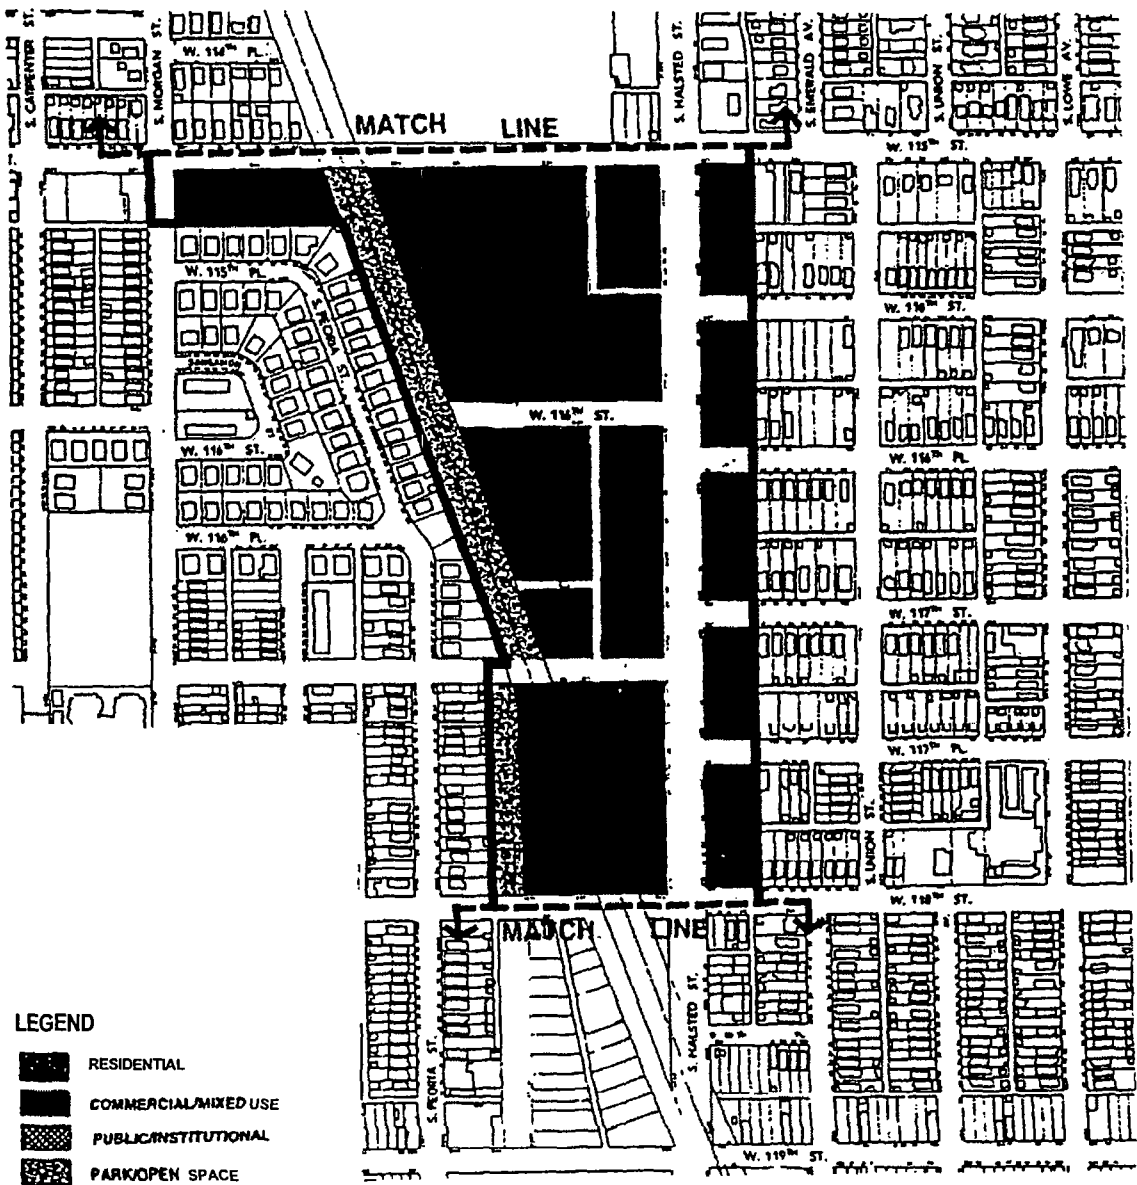 S. CARPENTER ST.
S. MORGAN ST.
W. 114TH PL.
S. HALSTED ST.
S. EMERALD AV.
S. UNION ST.
S. LOWE AV.
MATCH LINE
W. 115TH ST.
W. 115TH PL.
S. PEORIA ST.
W. 116TH ST.
W. 116TH ST.
W. 116TH ST.
W. 116TH PL.
W. 116TH PL.
W. 117TH ST.
W. 117TH PL.
S. UNION ST.
W. 118TH ST.
MATCH LINE
S. HALSTED ST.
S. PEORIA ST.
W. 119TH ST.
LEGEND
RESIDENTIAL
COMMERCIAL/MIXED USE
PUBLIC/INSTITUTIONAL
PARK/OPEN SPACE